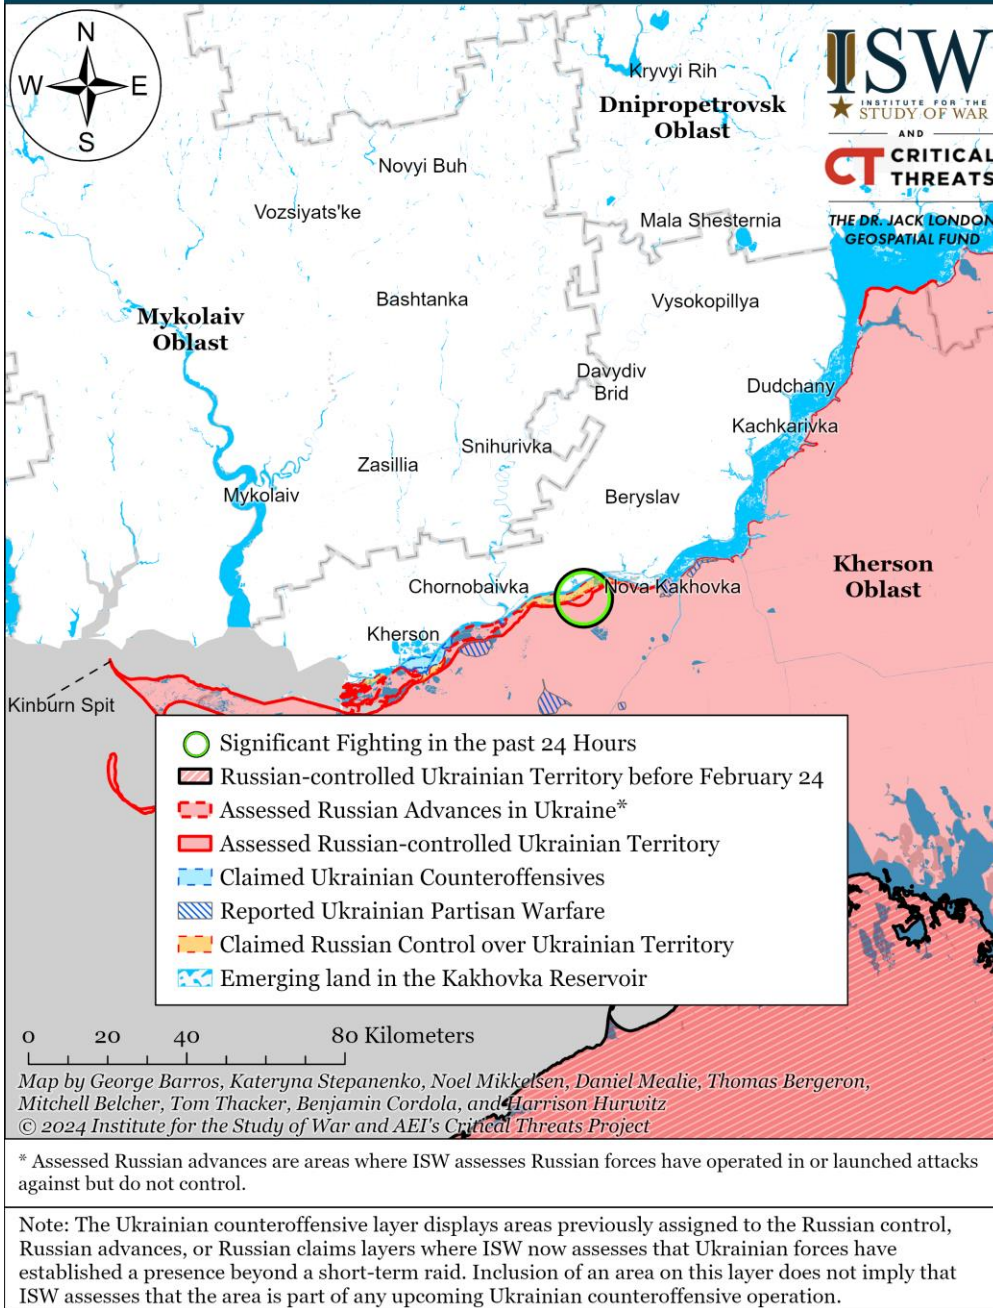 N
W E
S
ISW
INSTITUTE FOR THE
STUDY OF WAR
AND
CT CRITICAL
THREATS
THE DR. JACK LONDON
GEOSPATIAL FUND
Kryvyi Rih
Dnipropetrovsk
Oblast
Novyi Buh
Vozsiyats'ke
Mala Shesternia
Bashtanka
Vysokopillya
Mykolaiv
Oblast
Davydiv
Brid
Dudchany
Kachkarivka
Snihurivka
Zasillia
Mykolaiv
Beryslav
Kherson
Oblast
Chornobaivka
Nova Kakhovka
Kherson
Kinburn Spit
Significant Fighting in the past 24 Hours
Russian-controlled Ukrainian Territory before February 24
Assessed Russian Advances in Ukraine*
Assessed Russian-controlled Ukrainian Territory
Claimed Ukrainian Counteroffensives
Reported Ukrainian Partisan Warfare
Claimed Russian Control over Ukrainian Territory
Emerging land in the Kakhovka Reservoir
0 20 40 80 Kilometers
Map by George Barros, Kateryna Stepanenko, Noel Mikkelsen, Daniel Mealie, Thomas Bergeron,
Mitchell Belcher, Tom Thacker, Benjamin Cordola, and Harrison Hurwitz
© 2024 Institute for the Study of War and AEI's Critical Threats Project
* Assessed Russian advances are areas where ISW assesses Russian forces have operated in or launched attacks
against but do not control.
Note: The Ukrainian counteroffensive layer displays areas previously assigned to the Russian control,
Russian advances, or Russian claims layers where ISW now assesses that Ukrainian forces have
established a presence beyond a short-term raid. Inclusion of an area on this layer does not imply that
ISW assesses that the area is part of any upcoming Ukrainian counteroffensive operation.